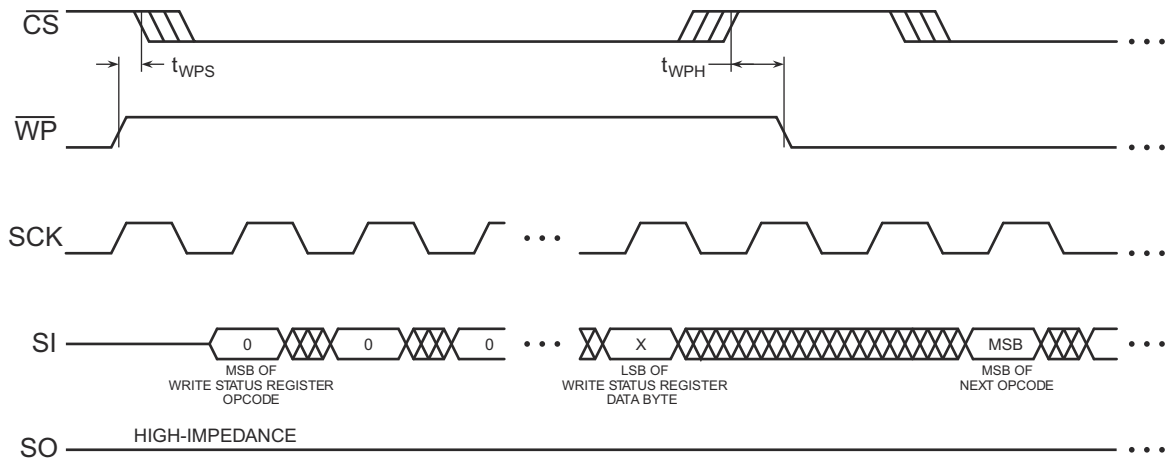 CS
tWPS
tWPH
WP
SCK
SI
0
0
0
X
MSB
MSB OF
WRITE STATUS REGISTER
OPCODE
LSB OF
WRITE STATUS REGISTER
DATA BYTE
MSB OF
NEXT OPCODE
SO
HIGH-IMPEDANCE